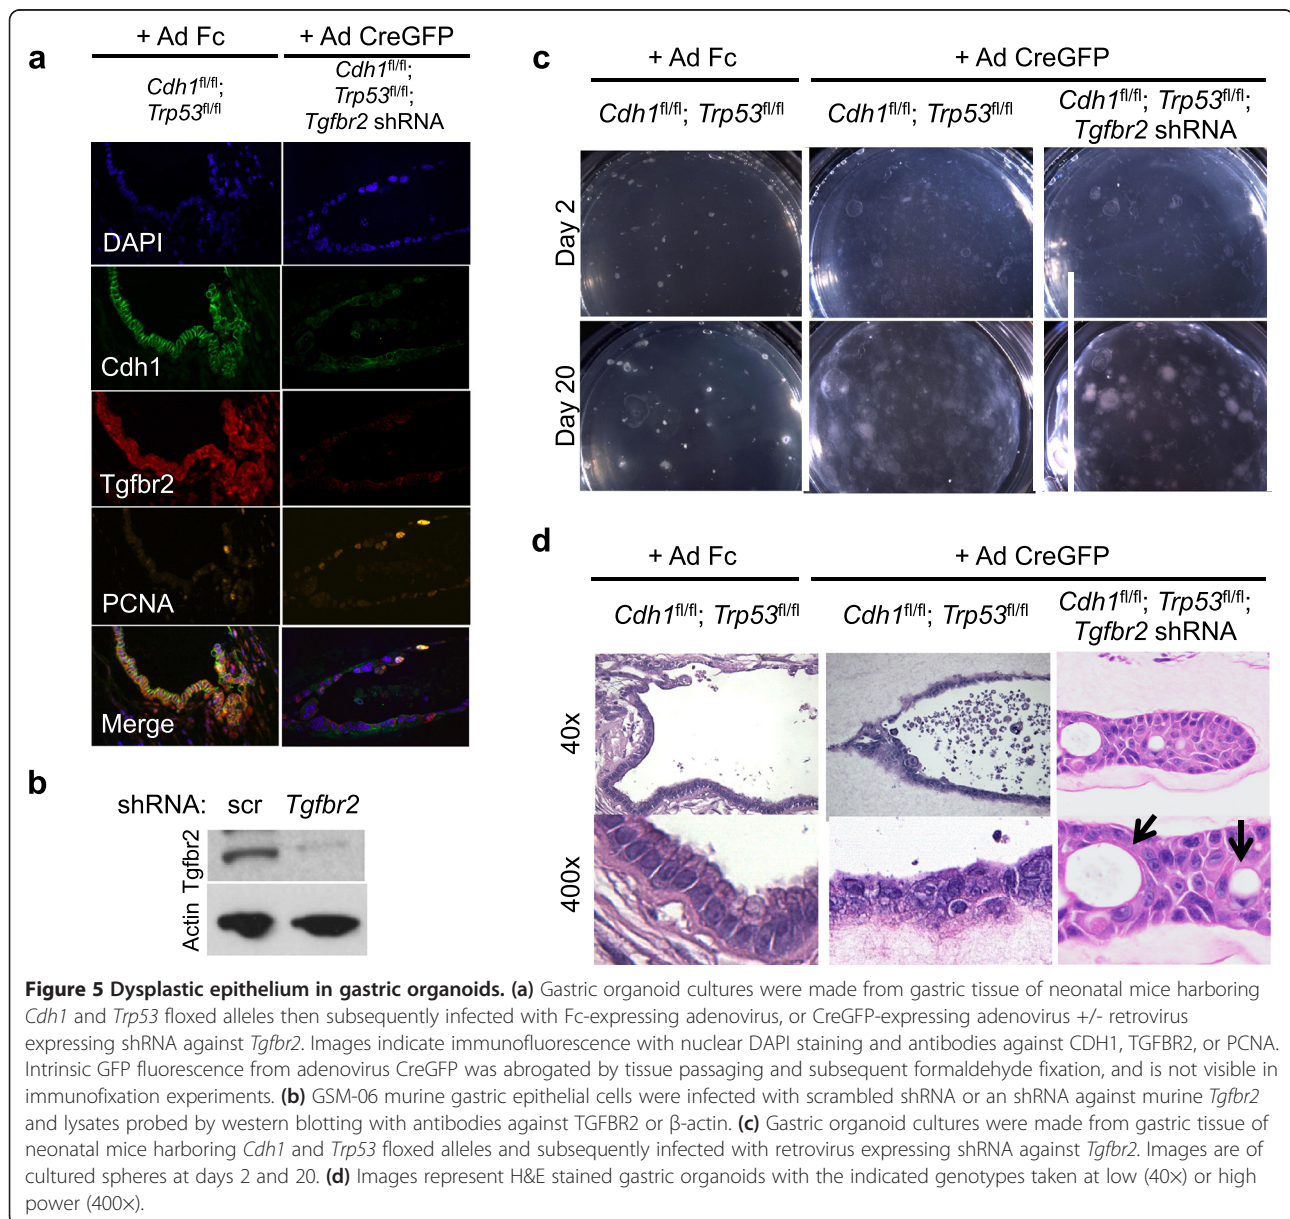 a
+ Ad Fc
+ Ad CreGFP
Cdh1fl/fl;
Trp53fl/fl
Cdh1fl/fl;
Trp53fl/fl;
Tgfbr2 shRNA
DAPI
Cdh1
Tgfbr2
PCNA
Merge
b
shRNA: scr Tgfbr2
Tgfbr2
Actin
c
+ Ad Fc
+ Ad CreGFP
Cdh1fl/fl; Trp53fl/fl
Cdh1fl/fl; Trp53fl/fl
Cdh1fl/fl; Trp53fl/fl;
Tgfbr2 shRNA
Day 2
Day 20
d
+ Ad Fc
+ Ad CreGFP
Cdh1fl/fl; Trp53fl/fl
Cdh1fl/fl; Trp53fl/fl
Cdh1fl/fl; Trp53fl/fl;
Tgfbr2 shRNA
40x
400x
Figure 5 Dysplastic epithelium in gastric organoids. (a) Gastric organoid cultures were made from gastric tissue of neonatal mice harboring
Cdh1 and Trp53 floxed alleles then subsequently infected with Fc-expressing adenovirus, or CreGFP-expressing adenovirus +/- retrovirus
expressing shRNA against Tgfbr2. Images indicate immunofluorescence with nuclear DAPI staining and antibodies against CDH1, TGFBR2, or PCNA.
Intrinsic GFP fluorescence from adenovirus CreGFP was abrogated by tissue passaging and subsequent formaldehyde fixation, and is not visible in
immunofixation experiments. (b) GSM-06 murine gastric epithelial cells were infected with scrambled shRNA or an shRNA against murine Tgfbr2
and lysates probed by western blotting with antibodies against TGFBR2 or β-actin. (c) Gastric organoid cultures were made from gastric tissue of
neonatal mice harboring Cdh1 and Trp53 floxed alleles and subsequently infected with retrovirus expressing shRNA against Tgfbr2. Images are of
cultured spheres at days 2 and 20. (d) Images represent H&E stained gastric organoids with the indicated genotypes taken at low (40×) or high
power (400×).